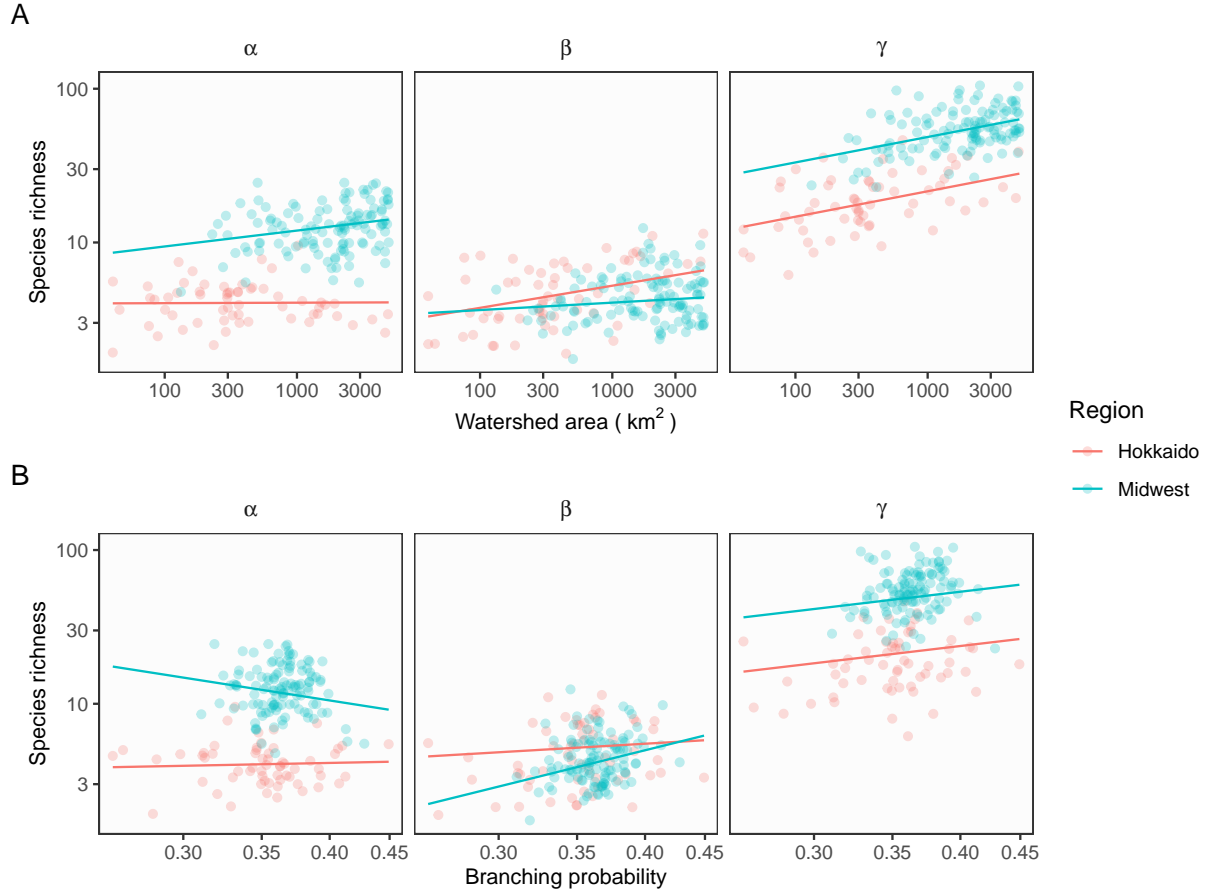 A
α β γ
Species richness
100
30
10
3
100 300 1000 3000 100 300 1000 3000 100 300 1000 3000
Watershed area ( km² )
Region
Hokkaido
Midwest
B
α β γ
Species richness
100
30
10
3
0.30 0.35 0.40 0.45 0.30 0.35 0.40 0.45 0.30 0.35 0.40 0.45
Branching probability